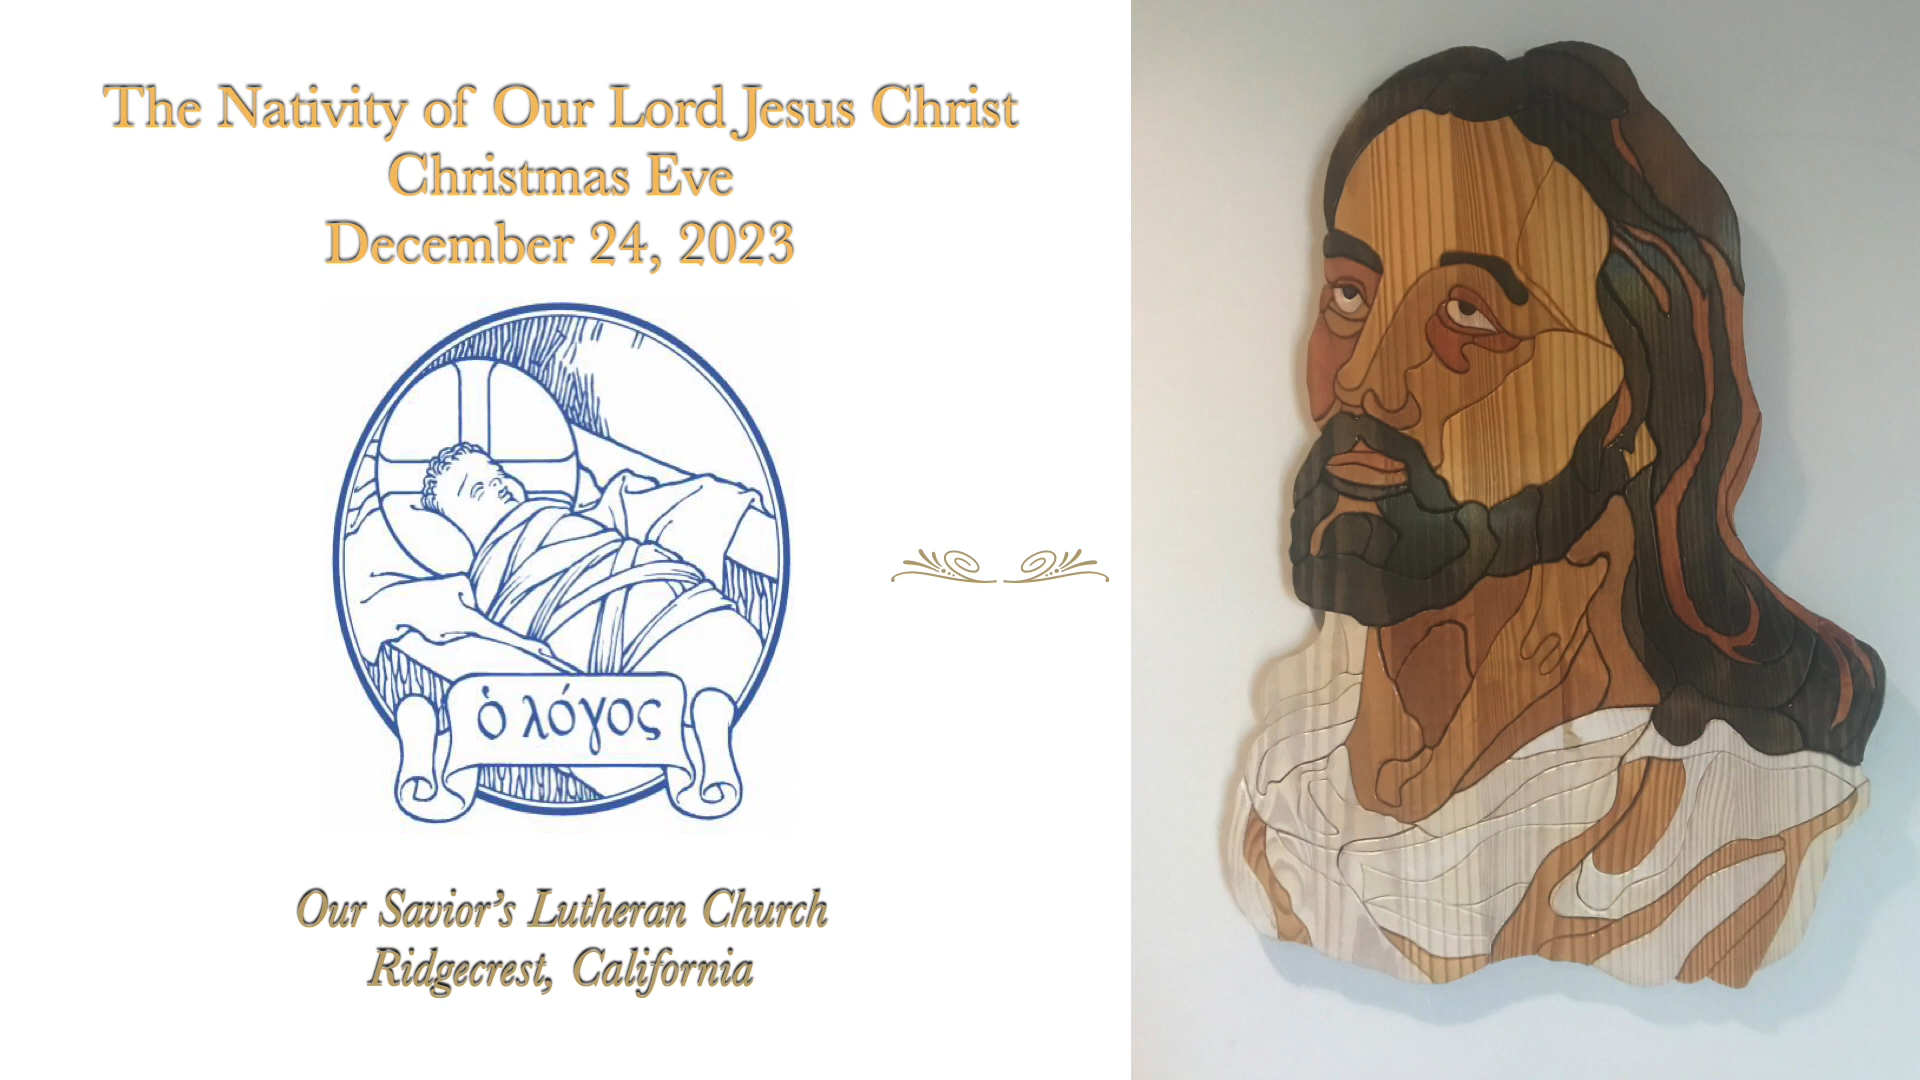 The Nativity of Our Lord Jesus Christ
Christmas Eve
December 24, 2023
ὁ λόγος
Our Savior’s Lutheran Church
Ridgecrest, California